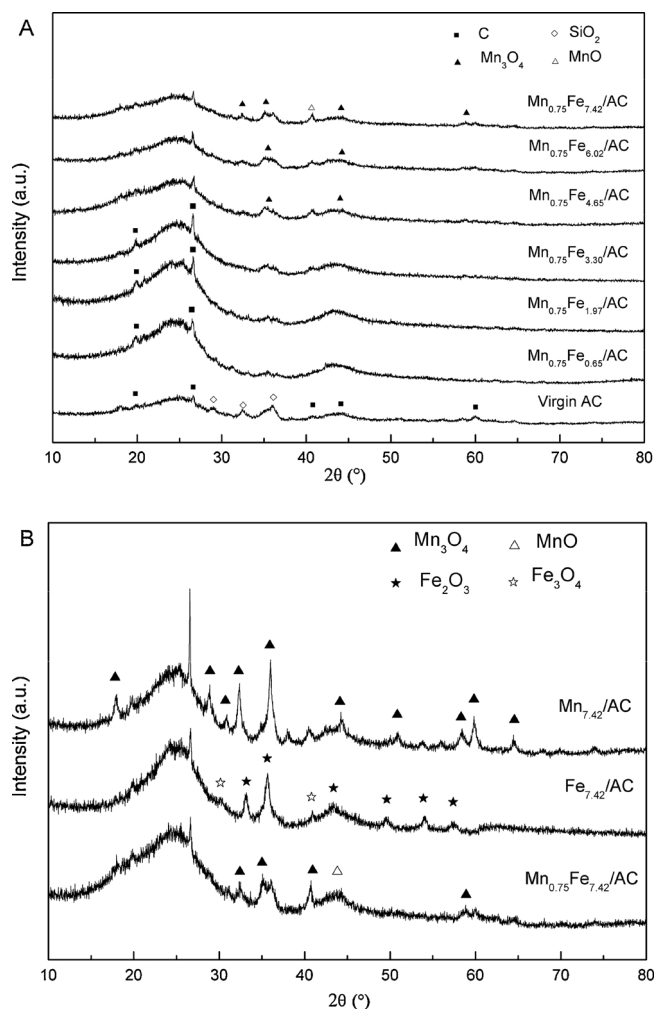 A
C
SiO₂
Mn₃O₄
MnO
Mn₀.₇₅Fe₇.₄₂/AC
Mn₀.₇₅Fe₆.₀₂/AC
Mn₀.₇₅Fe₄.₆₅/AC
Mn₀.₇₅Fe₃.₃₀/AC
Mn₀.₇₅Fe₁.₉₇/AC
Mn₀.₇₅Fe₀.₆₅/AC
Virgin AC
Intensity (a.u.)
10 20 30 40 50 60 70 80
2θ (°)
B
Mn₃O₄
MnO
Fe₂O₃
Fe₃O₄
Mn₇.₄₂/AC
Fe₇.₄₂/AC
Mn₀.₇₅Fe₇.₄₂/AC
Intensity (a.u.)
10 20 30 40 50 60 70 80
2θ (°)